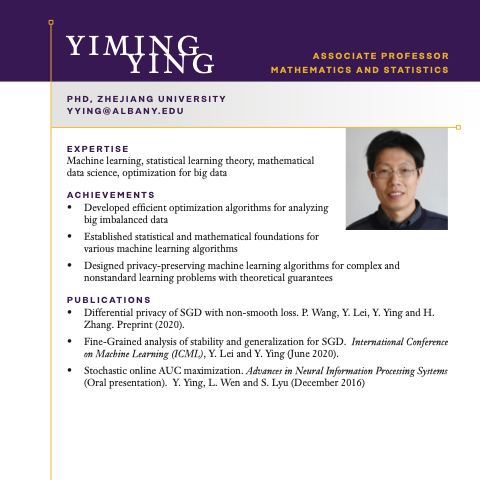 YIMING
YING
ASSOCIATE PROFESSOR
MATHEMATICS AND STATISTICS
PHD, ZHEJIANG UNIVERSITY
YYING@ALBANY.EDU
EXPERTISE
Machine learning, statistical learning theory, mathematical
data science, optimization for big data
ACHIEVEMENTS
• Developed efficient optimization algorithms for analyzing
big imbalanced data
• Established statistical and mathematical foundations for
various machine learning algorithms
• Designed privacy-preserving machine learning algorithms for complex and
nonstandard learning problems with theoretical guarantees
PUBLICATIONS
• Differential privacy of SGD with non-smooth loss. P. Wang, Y. Lei, Y. Ying and H.
Zhang. Preprint (2020).
• Fine-Grained analysis of stability and generalization for SGD. International Conference
on Machine Learning (ICML), Y. Lei and Y. Ying (June 2020).
• Stochastic online AUC maximization. Advances in Neural Information Processing Systems
(Oral presentation). Y. Ying, L. Wen and S. Lyu (December 2016)